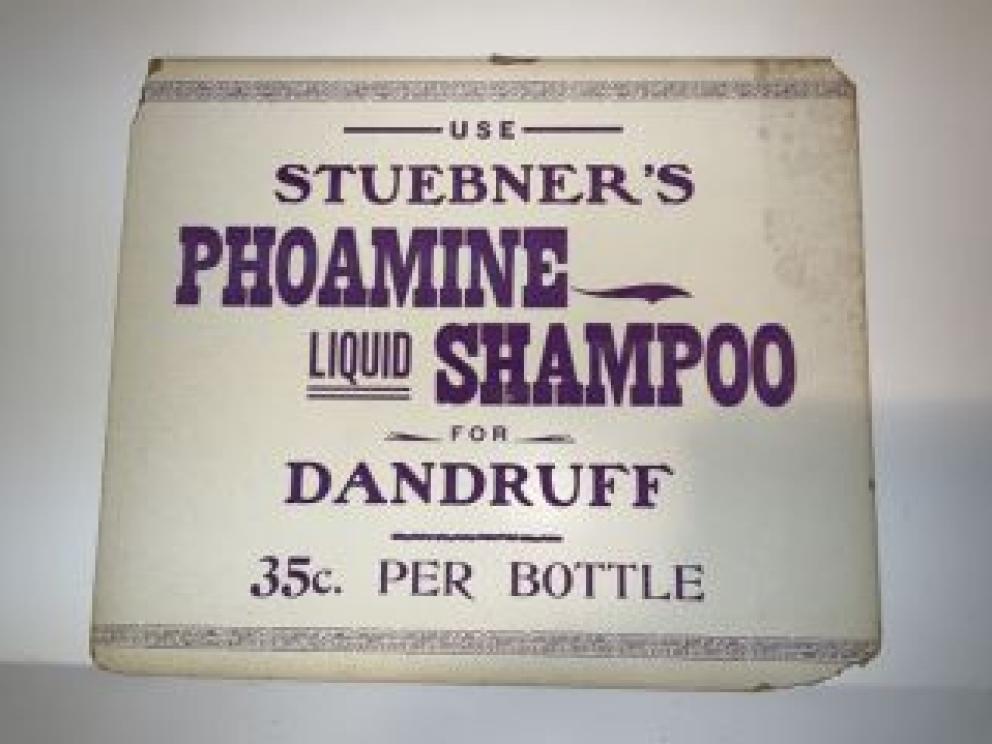 USE
STUEBNER'S
PHOAMINE
LIQUID SHAMPOO
FOR
DANDRUFF
35c. PER BOTTLE